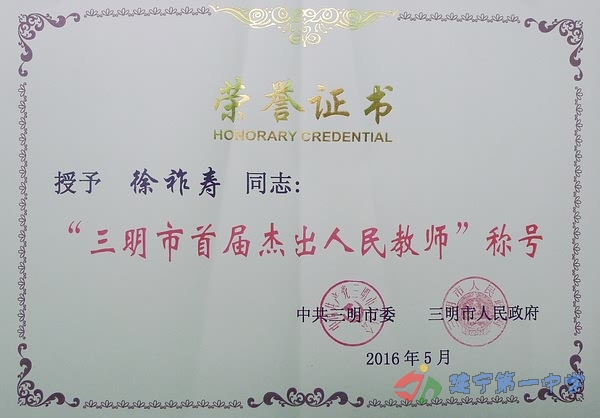 荣誉证书
HONORARY CREDENTIAL
授予 徐祚寿 同志：
“三明市首届杰出人民教师”称号
中共三明市委 三明市人民政府
2016年5月
建宁第一中学